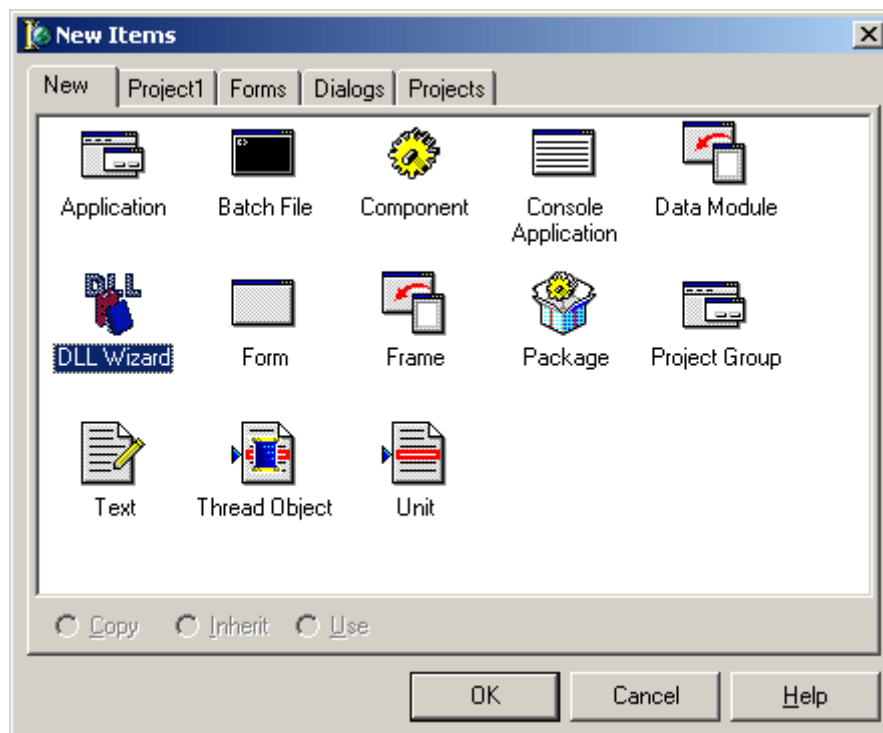 New Items
New Project1 Forms Dialogs Projects
Application Batch File Component Console Application Data Module
DLL
DLL Wizard Form Frame Package Project Group
Text Thread Object Unit
Copy Inherit Use
OK Cancel Help